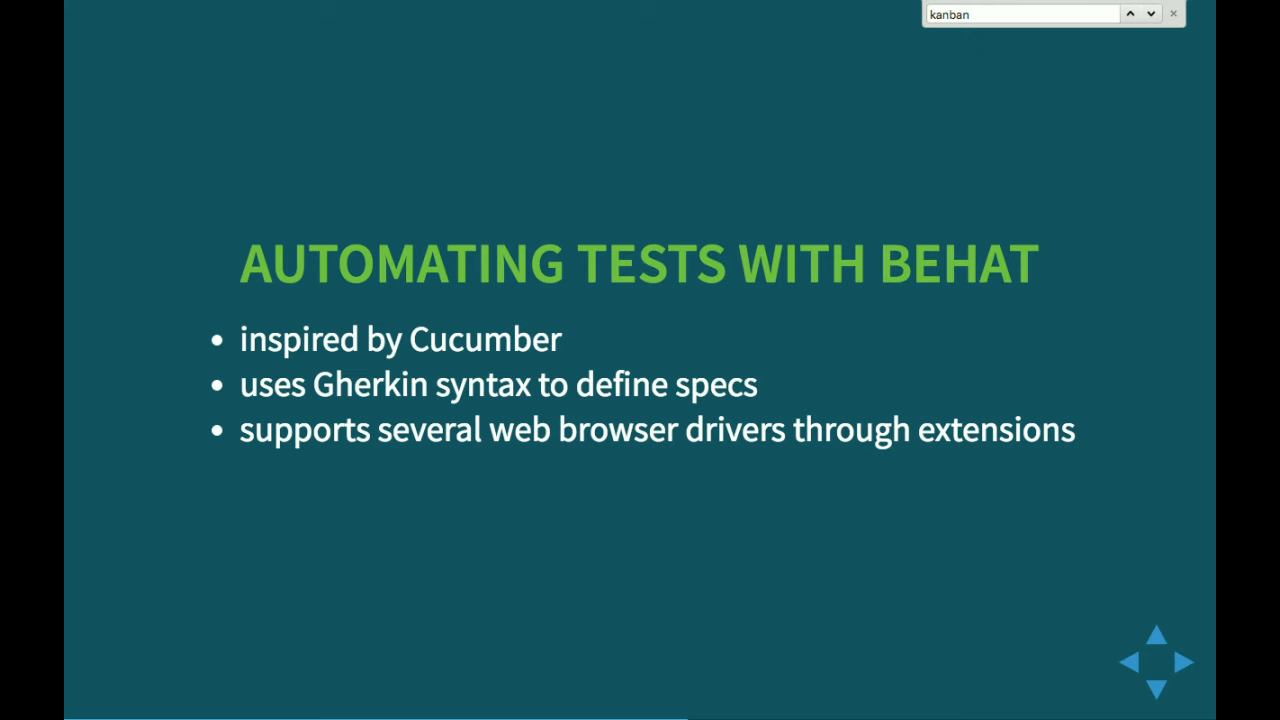 kanban
AUTOMATING TESTS WITH BEHAT
• inspired by Cucumber
• uses Gherkin syntax to define specs
• supports several web browser drivers through extensions